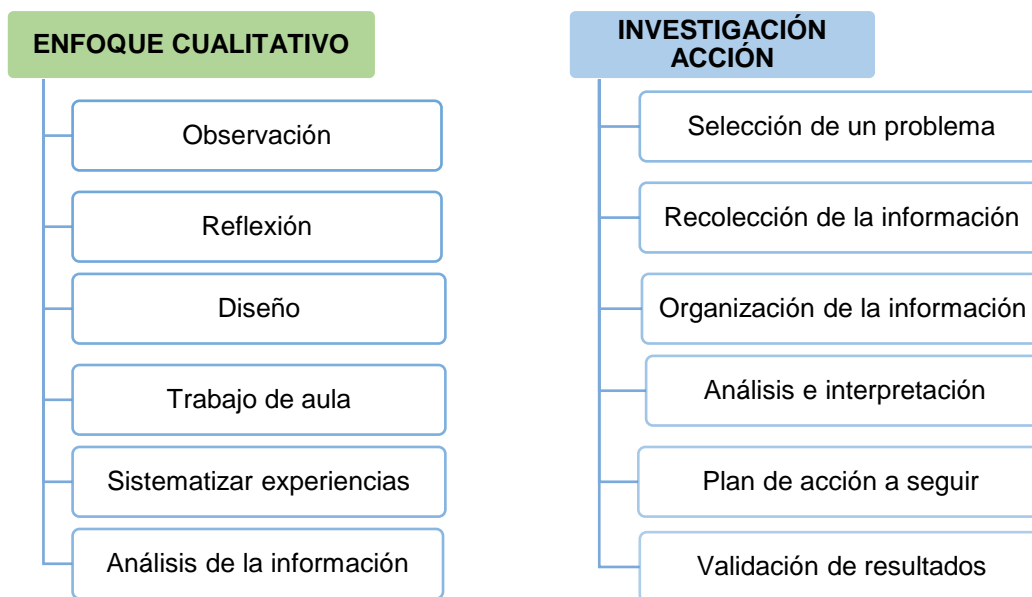 ENFOQUE CUALITATIVO
Observación
Reflexión
Diseño
Trabajo de aula
Sistematizar experiencias
Análisis de la información
INVESTIGACIÓN
ACCIÓN
Selección de un problema
Recolección de la información
Organización de la información
Análisis e interpretación
Plan de acción a seguir
Validación de resultados